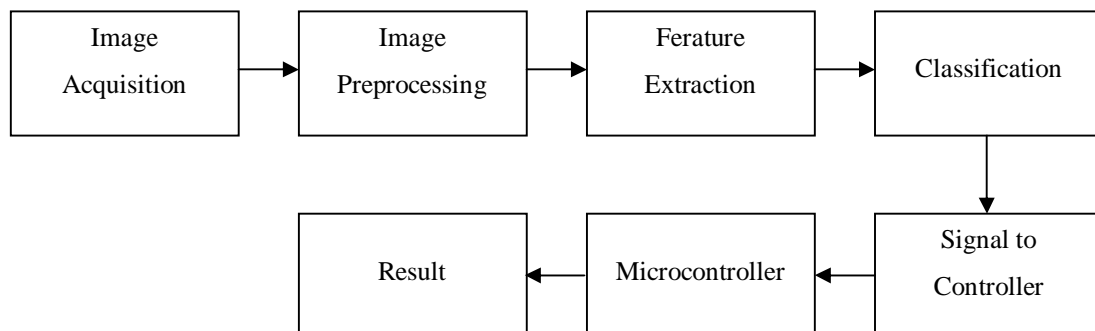 Image
Acquisition
Image
Preprocessing
Ferature
Extraction
Classification
Signal to
Controller
Microcontroller
Result